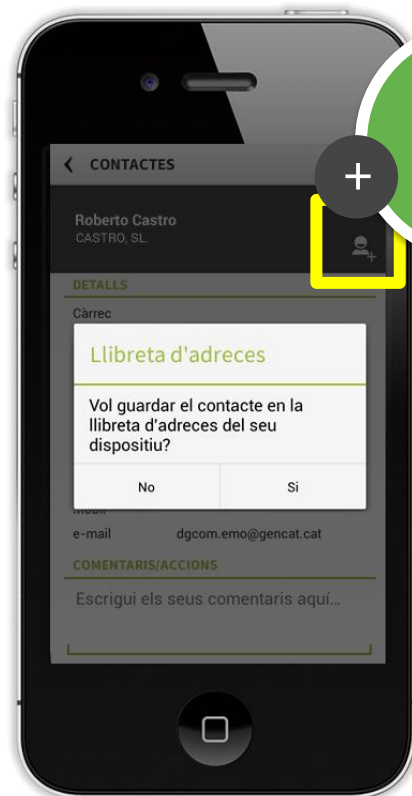 +
CONTACTES
Roberto Castro
CASTRO, SL.
DETALLS
Càrrec
Llibreta d'adreces
Vol guardar el contacte en la
llibreta d'adreces del seu
dispositiu?
No Si
e-mail dgcom.emo@gencat.cat
COMENTARIS/ACCIONS
Escrigui els seus comentaris aquí...